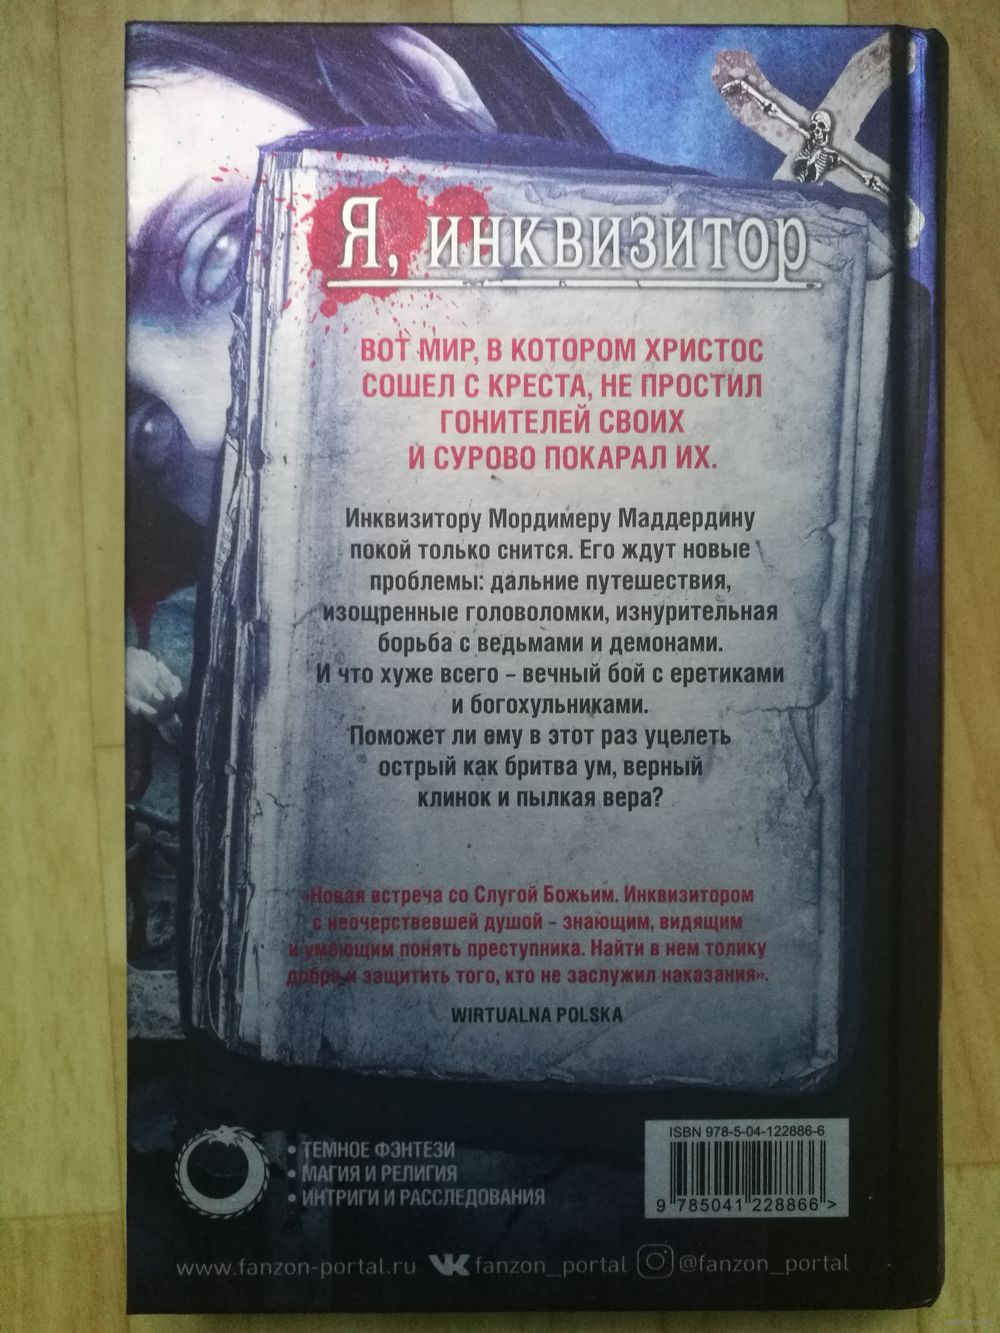 Я, инквизитор
ВОТ МИР, В КОТОРОМ ХРИСТОС
СОШЕЛ С КРЕСТА, НЕ ПРОСТИЛ
ГОНИТЕЛЕЙ СВОИХ
И СУРОВО ПОКАРАЛ ИХ.
Инквизитору Мордимеру Маддердину
покой только снится. Его ждут новые
проблемы: дальние путешествия,
изощренные головоломки, изнурительная
борьба с ведьмами и демонами.
И что хуже всего – вечный бой с еретиками
и богохульниками.
Поможет ли ему в этот раз уцелеть
острый как бритва ум, верный
клинок и пылкая вера?
«Новая встреча со Слугой Божьим. Инквизитором
с неочерствевшей душой – знающим, видящим
и умеющим понять преступника. Найти в нем толику
добра и защитить того, кто не заслужил наказания».
WIRTUALNA POLSKA
• ТЕМНОЕ ФЭНТЕЗИ
• МАГИЯ И РЕЛИГИЯ
• ИНТРИГИ И РАССЛЕДОВАНИЯ
ISBN 978-5-04-122886-6
9 785041 228866 >
www.fanzon-portal.ru fanzon_portal @fanzon_portal